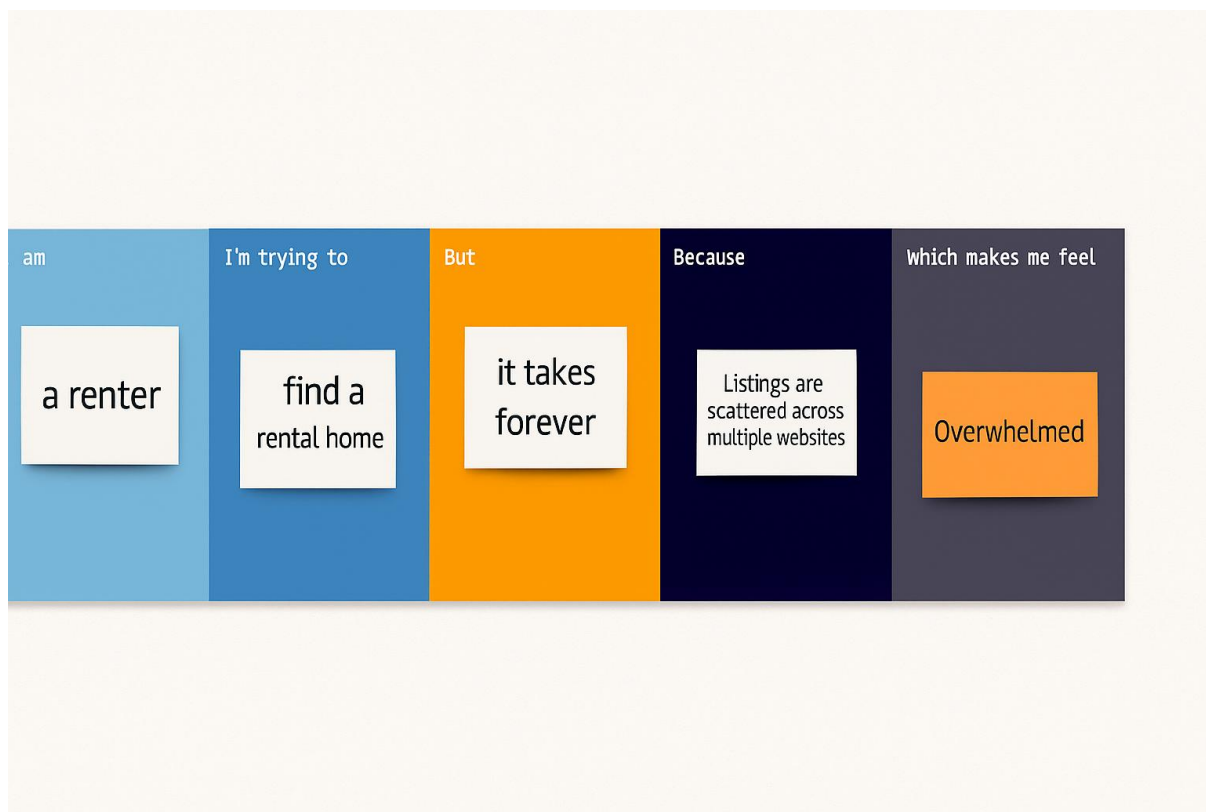 am
a renter
I'm trying to
find a
rental home
But
it takes
forever
Because
Listings are
scattered across
multiple websites
Which makes me feel
Overwhelmed